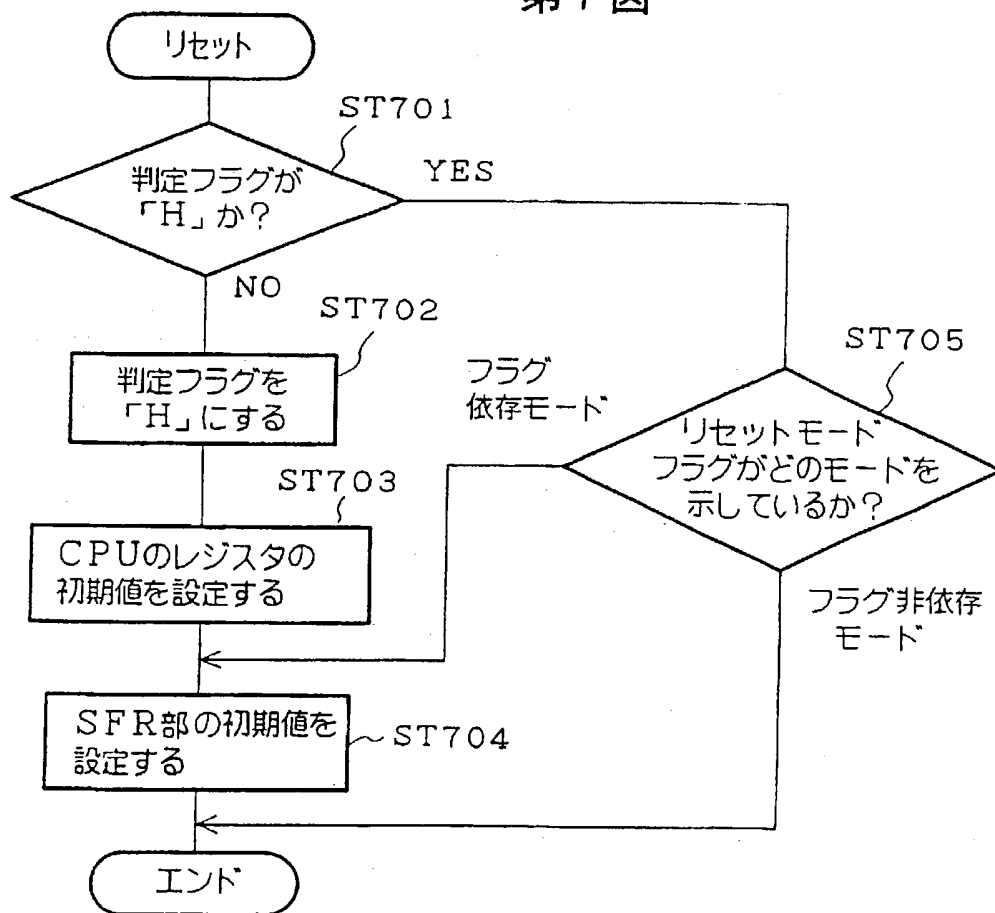 第7図
リセット
ST701
判定フラグが
「H」か?
YES
NO
ST702
判定フラグを
「H」にする
フラグ
依存モード
ST705
リセットモード
フラグがどのモードを
示しているか?
ST703
CPUのレジスタの
初期値を設定する
フラグ非依存
モード
SFR部の初期値を
設定する
ST704
エンド